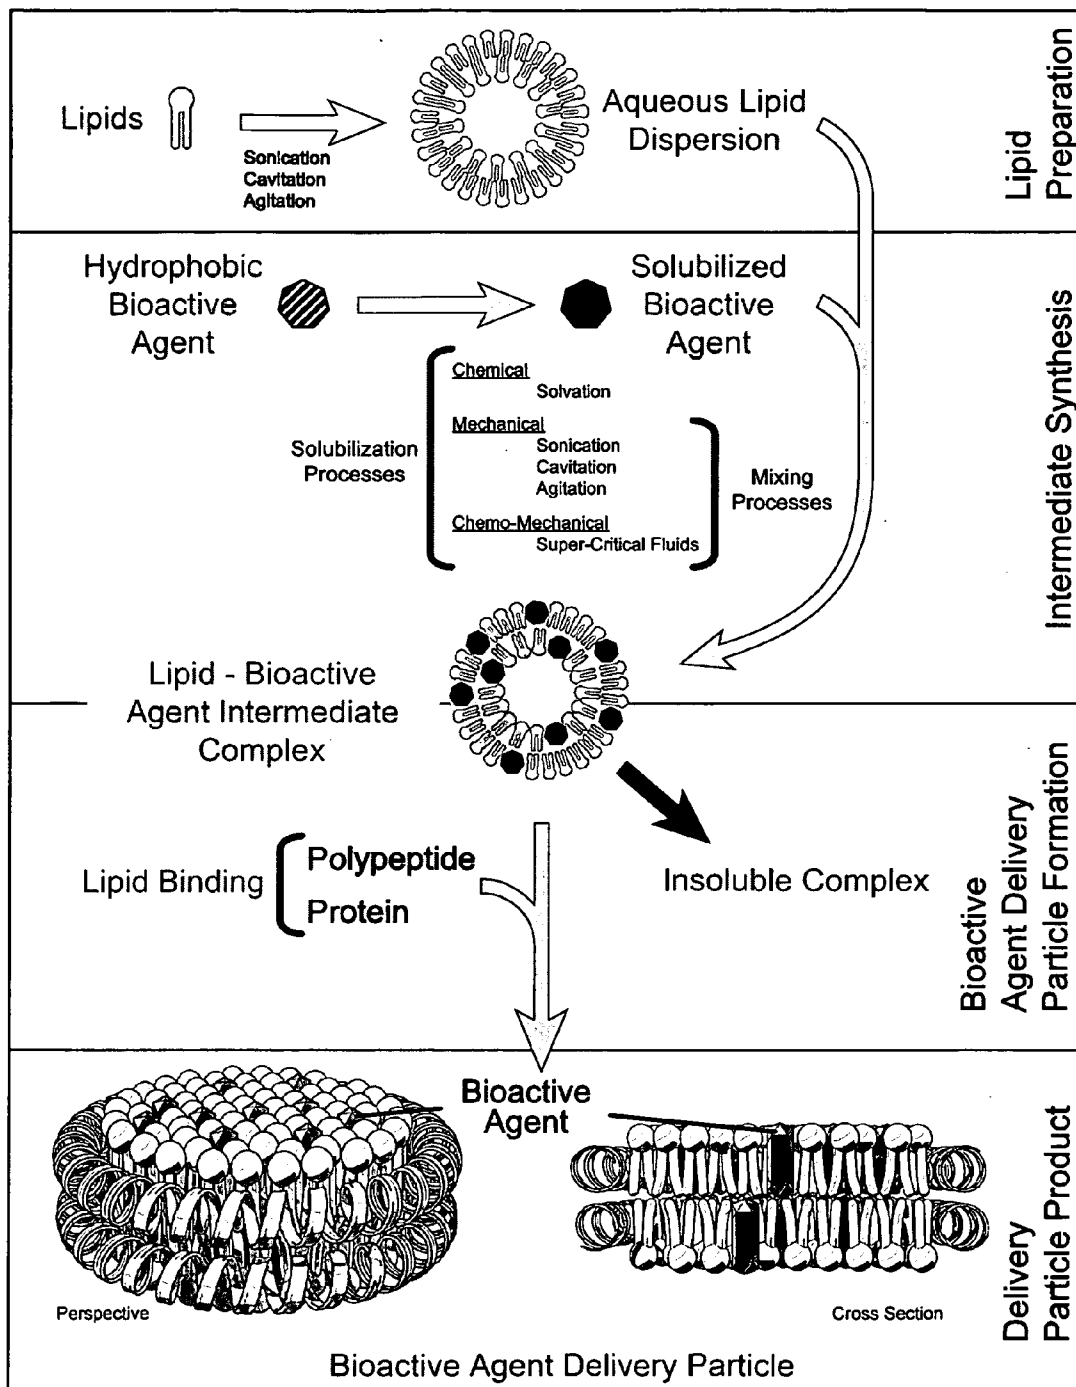 Lipids
Sonication
Cavitation
Agitation
Aqueous Lipid
Dispersion
Lipid
Preparation
Hydrophobic
Bioactive
Agent
Solubilized
Bioactive
Agent
Solubilization
Processes
Chemical
Solvation
Mechanical
Sonication
Cavitation
Agitation
Chemo-Mechanical
Super-Critical Fluids
Mixing
Processes
Intermediate Synthesis
Lipid - Bioactive
Agent Intermediate
Complex
Lipid Binding
Polypeptide
Protein
Insoluble Complex
Bioactive
Agent Delivery
Particle Formation
Bioactive
Agent
Perspective
Cross Section
Bioactive Agent Delivery Particle
Delivery
Particle Product